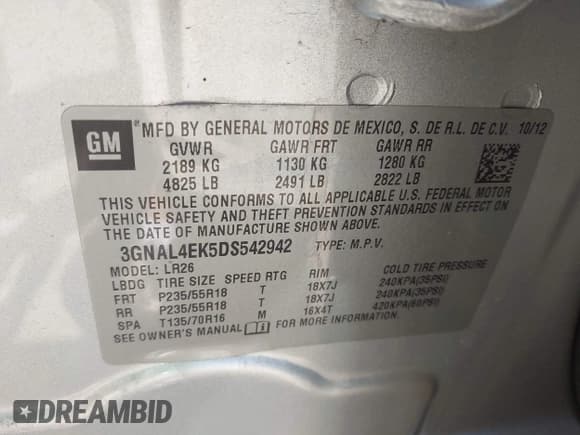 GM
MFD BY GENERAL MOTORS DE MEXICO, S. DE R.L. DE C.V. 10/12
GVWR GAWR FRT GAWR RR
2189 KG 1130 KG 1280 KG
4825 LB 2491 LB 2822 LB
THIS VEHICLE CONFORMS TO ALL APPLICABLE U.S. FEDERAL MOTOR
VEHICLE SAFETY AND THEFT PREVENTION STANDARDS IN EFFECT ON
THE DATE OF MANUFACTURE SHOWN ABOVE.
3GNAL4EK5DS542942 TYPE: M.P.V.
MODEL: LR26
LBDG TIRE SIZE SPEED RTG RIM COLD TIRE PRESSURE
FRT P235/55R18 T 18X7J 240KPA(35PSI)
RR P235/55R18 T 18X7J 240KPA(35PSI)
SPA T135/70R16 M 16X4T 420KPA(60PSI)
SEE OWNER'S MANUAL FOR MORE INFORMATION.
DREAMBID